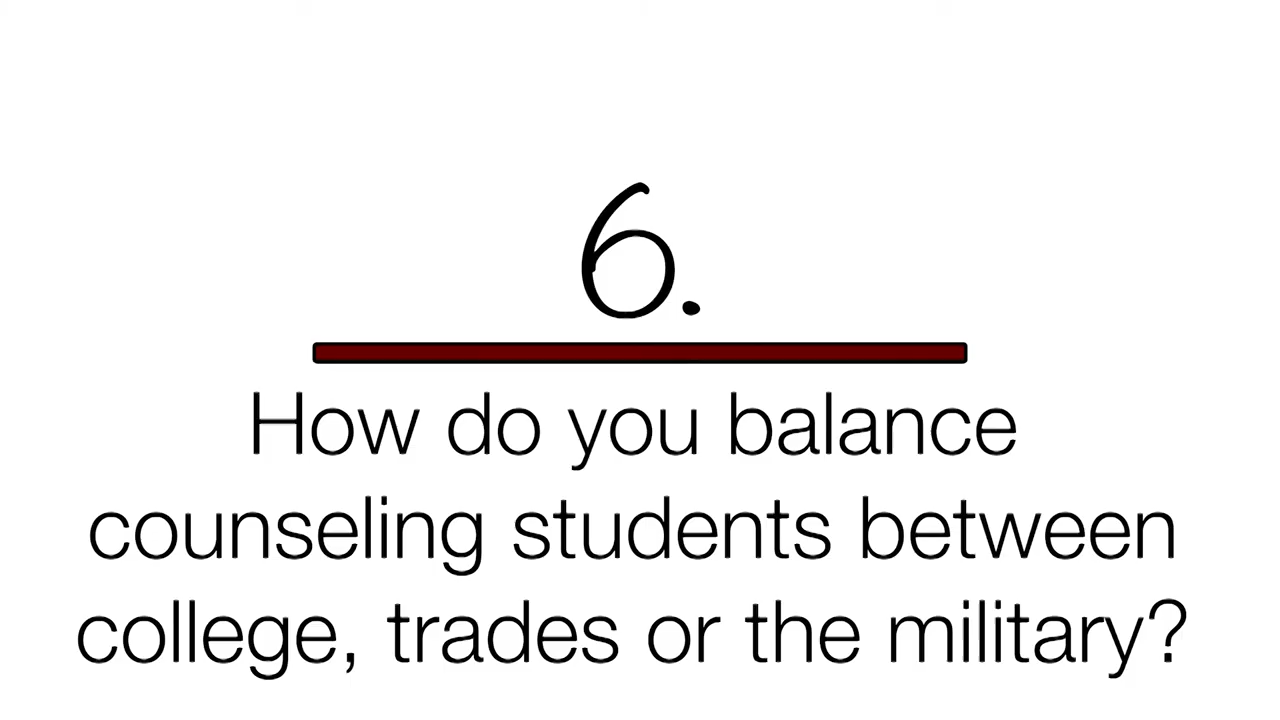 6.
How do you balance
counseling students between
college, trades or the military?